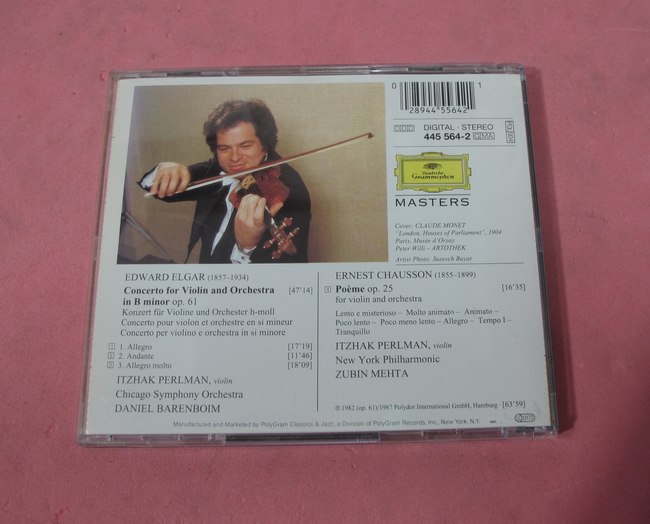 0 28944 55642 1
DDD DIGITAL · STEREO
445 564-2 GEMA
Deutsche
Grammophon
MASTERS
Cover: CLAUDE MONET
"London, Houses of Parliament", 1904
Paris, Musée d'Orsay
Peter Willi – ARTOTHEK
Artist Photo: Susesch Bayat
EDWARD ELGAR (1857–1934)
Concerto for Violin and Orchestra [47'14]
in B minor op. 61
Konzert für Violine und Orchester h-moll
Concerto pour violon et orchestre en si mineur
Concerto per violino e orchestra in si minore
1 1. Allegro [17'19]
2 2. Andante [11'46]
3 3. Allegro molto [18'09]
ITZHAK PERLMAN, violin
Chicago Symphony Orchestra
DANIEL BARENBOIM
ERNEST CHAUSSON (1855–1899)
4 Poème op. 25 [16'35]
for violin and orchestra
Lento e misterioso – Molto animato – Animato –
Poco lento – Poco meno lento – Allegro – Tempo I –
Tranquillo
ITZHAK PERLMAN, violin
New York Philharmonic
ZUBIN MEHTA
℗ 1982 (op. 61)/1987 Polydor International GmbH, Hamburg · [63'59]
Manufactured and Marketed by PolyGram Classics & Jazz, a Division of PolyGram Records, Inc., New York, N.Y.